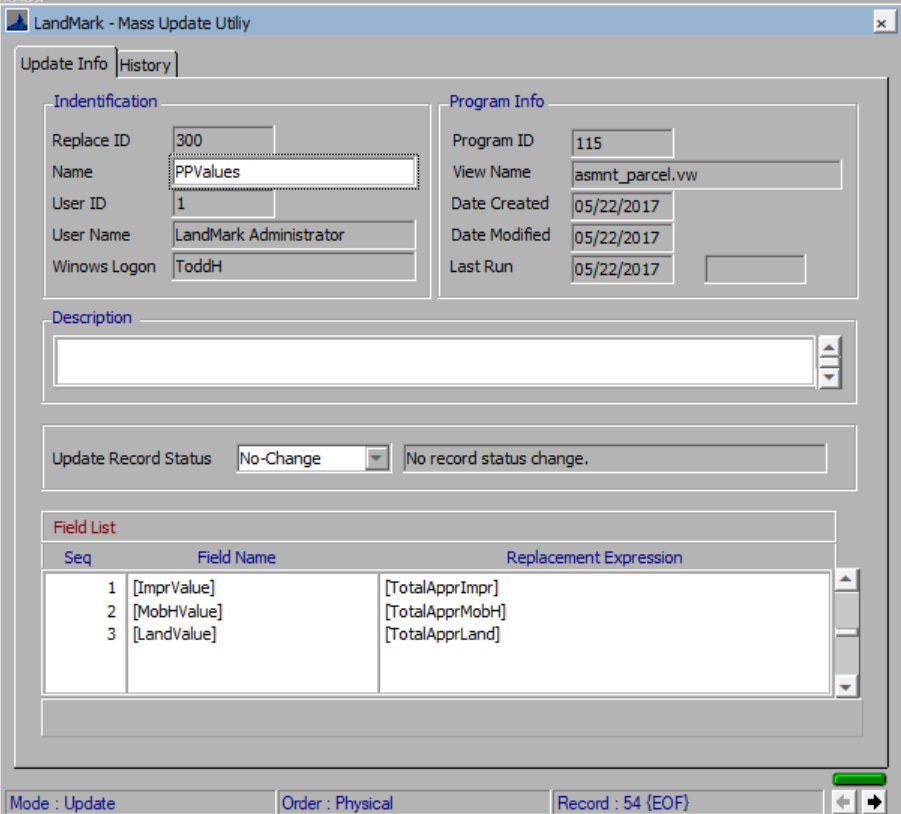 LandMark - Mass Update Utiliy
Update Info History
Indentification
Replace ID 300
Name PPValues
User ID 1
User Name LandMark Administrator
Winows Logon ToddH
Program Info
Program ID 115
View Name asmnt_parcel.vw
Date Created 05/22/2017
Date Modified 05/22/2017
Last Run 05/22/2017
Description
Update Record Status No-Change No record status change.
Field List
Seq Field Name Replacement Expression
1 [ImprValue] [TotalApprImpr]
2 [MobHValue] [TotalApprMobH]
3 [LandValue] [TotalApprLand]
Mode : Update Order : Physical Record : 54 {EOF}